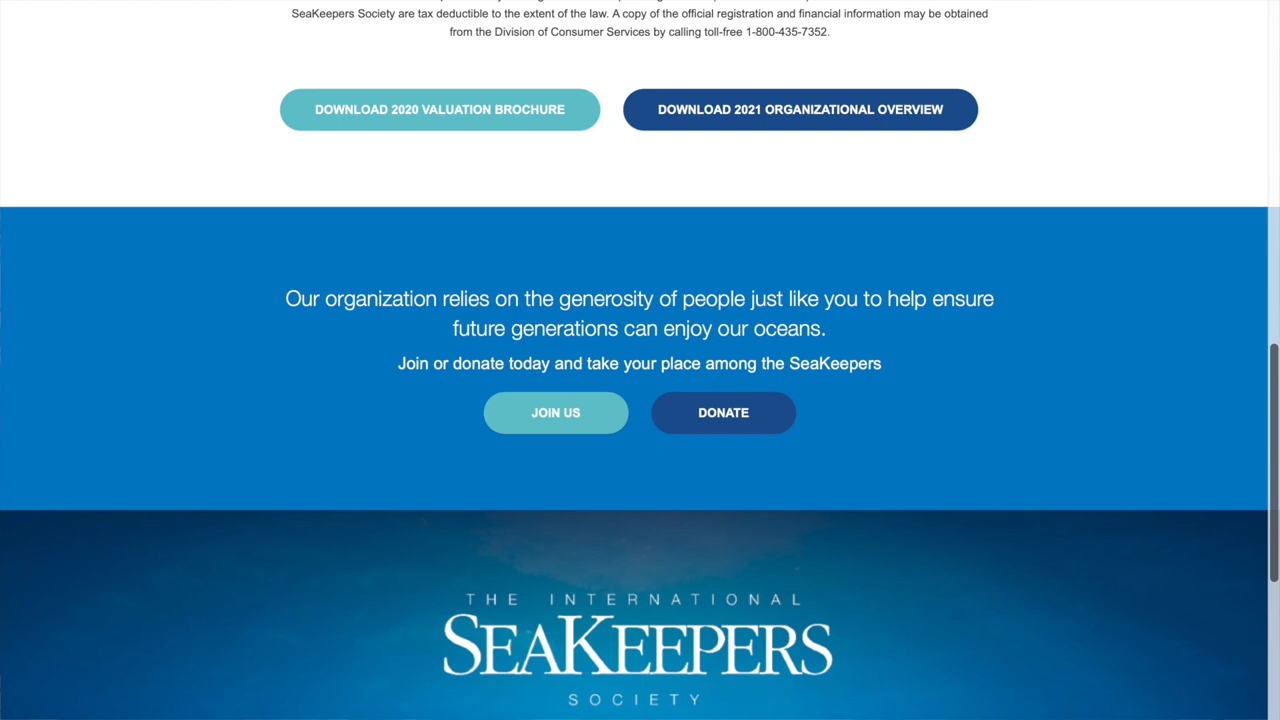 SeaKeepers Society are tax deductible to the extent of the law. A copy of the official registration and financial information may be obtained
from the Division of Consumer Services by calling toll-free 1-800-435-7352.
DOWNLOAD 2020 VALUATION BROCHURE
DOWNLOAD 2021 ORGANIZATIONAL OVERVIEW
Our organization relies on the generosity of people just like you to help ensure
future generations can enjoy our oceans.
Join or donate today and take your place among the SeaKeepers
JOIN US
DONATE
THE INTERNATIONAL
SEAKEEPERS
SOCIETY